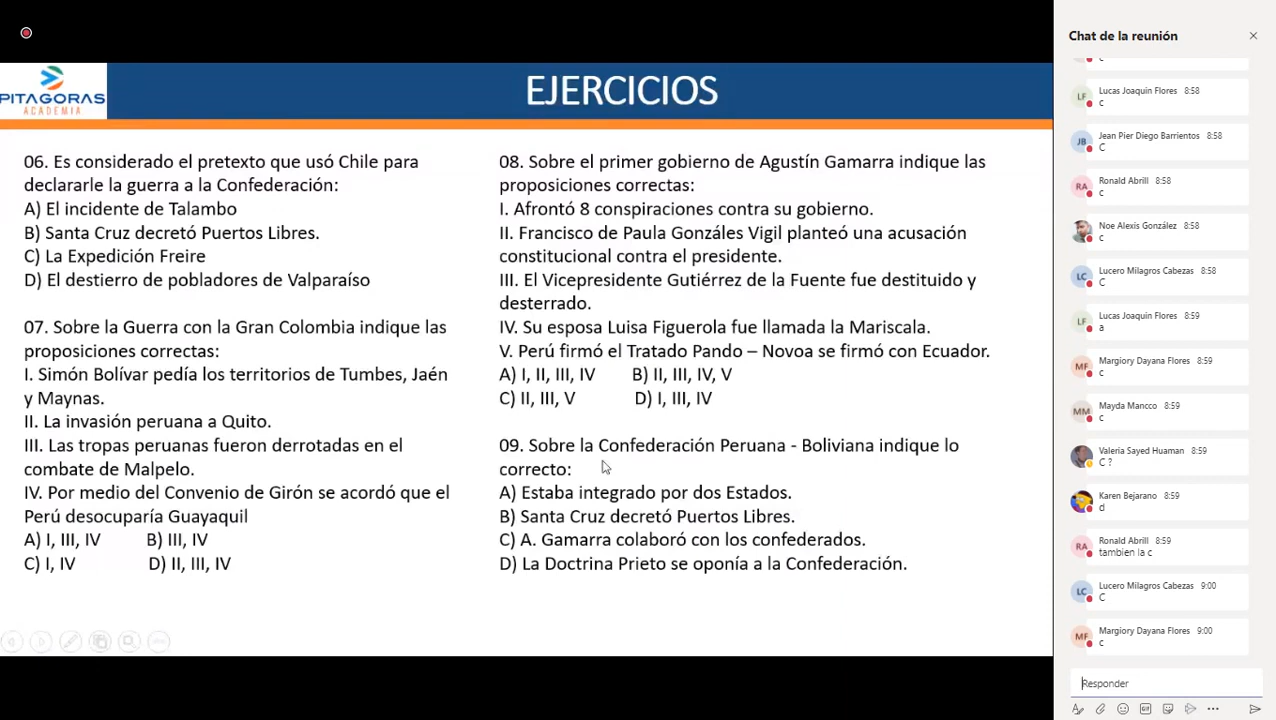 PITAGORAS
ACADEMIA
EJERCICIOS
06. Es considerado el pretexto que usó Chile para
declararle la guerra a la Confederación:
A) El incidente de Talambo
B) Santa Cruz decretó Puertos Libres.
C) La Expedición Freire
D) El destierro de pobladores de Valparaíso
07. Sobre la Guerra con la Gran Colombia indique las
proposiciones correctas:
I. Simón Bolívar pedía los territorios de Tumbes, Jaén
y Maynas.
II. La invasión peruana a Quito.
III. Las tropas peruanas fueron derrotadas en el
combate de Malpelo.
IV. Por medio del Convenio de Girón se acordó que el
Perú desocuparía Guayaquil
A) I, III, IV B) III, IV
C) I, IV D) II, III, IV
08. Sobre el primer gobierno de Agustín Gamarra indique las
proposiciones correctas:
I. Afrontó 8 conspiraciones contra su gobierno.
II. Francisco de Paula Gonzáles Vigil planteó una acusación
constitucional contra el presidente.
III. El Vicepresidente Gutiérrez de la Fuente fue destituido y
desterrado.
IV. Su esposa Luisa Figuerola fue llamada la Mariscala.
V. Perú firmó el Tratado Pando – Novoa se firmó con Ecuador.
A) I, II, III, IV B) II, III, IV, V
C) II, III, V D) I, III, IV
09. Sobre la Confederación Peruana - Boliviana indique lo
correcto:
A) Estaba integrado por dos Estados.
B) Santa Cruz decretó Puertos Libres.
C) A. Gamarra colaboró con los confederados.
D) La Doctrina Prieto se oponía a la Confederación.
Chat de la reunión
c
LF Lucas Joaquin Flores 8:58
c
JB Jean Pier Diego Barrientos 8:58
C
RA Ronald Abrill 8:58
c
Noe Alexis González 8:58
c
LC Lucero Milagros Cabezas 8:58
C
LF Lucas Joaquin Flores 8:59
a
MF Margiory Dayana Flores 8:59
c
MM Mayda Mancco 8:59
c
Valeria Sayed Huaman 8:59
C ?
Karen Bejarano 8:59
d
RA Ronald Abrill 8:59
tambien la c
LC Lucero Milagros Cabezas 9:00
C
MF Margiory Dayana Flores 9:00
c
Responder
GIF